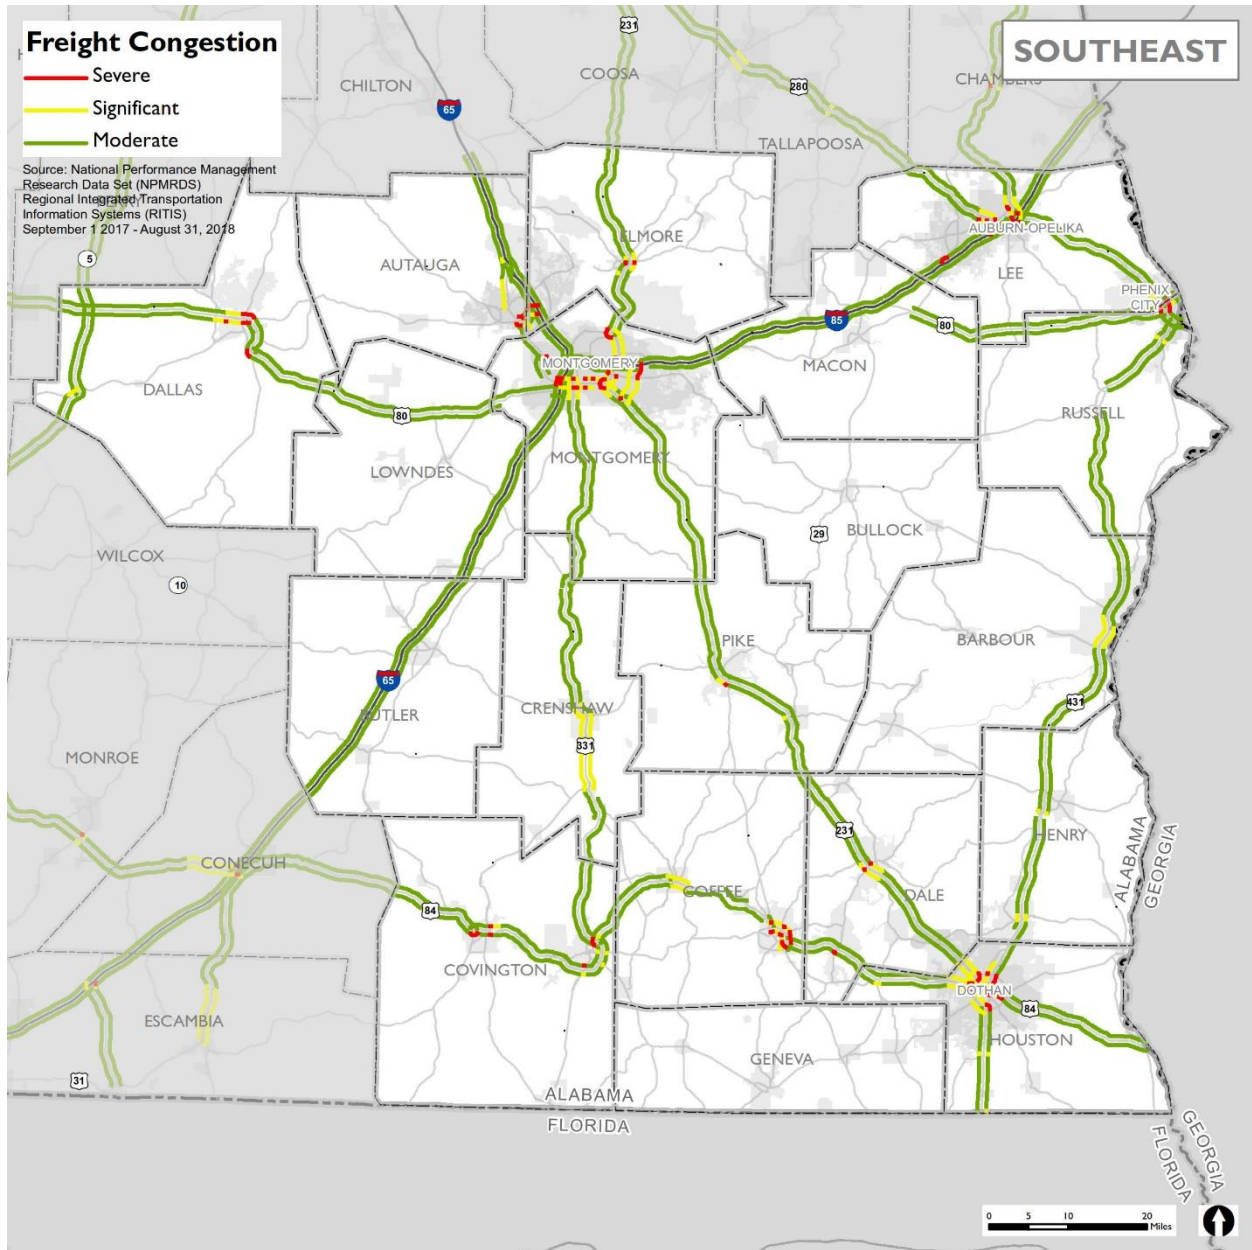 Freight Congestion
Severe
Significant
Moderate
Source: National Performance Management
Research Data Set (NPMRDS)
Regional Integrated Transportation
Information Systems (RITIS)
September 1 2017 - August 31, 2018
SOUTHEAST
231
COOSA
CHAMBERS
CHILTON
280
65
TALLAPOOSA
PERRY
ELMORE
AUBURN-OPELIKA
5
AUTAUGA
LEE
PHENIX
CITY
85
80
MONTGOMERY
MACON
DALLAS
80
RUSSELL
MONTGOMERY
LOWNDES
BULLOCK
29
WILCOX
10
PIKE
BARBOUR
65
431
BUTLER
CRENSHAW
331
MONROE
231
HENRY
ALABAMA
GEORGIA
CONECUH
COFFEE
DALE
84
COVINGTON
DOTHAN
84
ESCAMBIA
HOUSTON
GENEVA
31
ALABAMA
FLORIDA
GEORGIA
FLORIDA
0 5 10 20
Miles